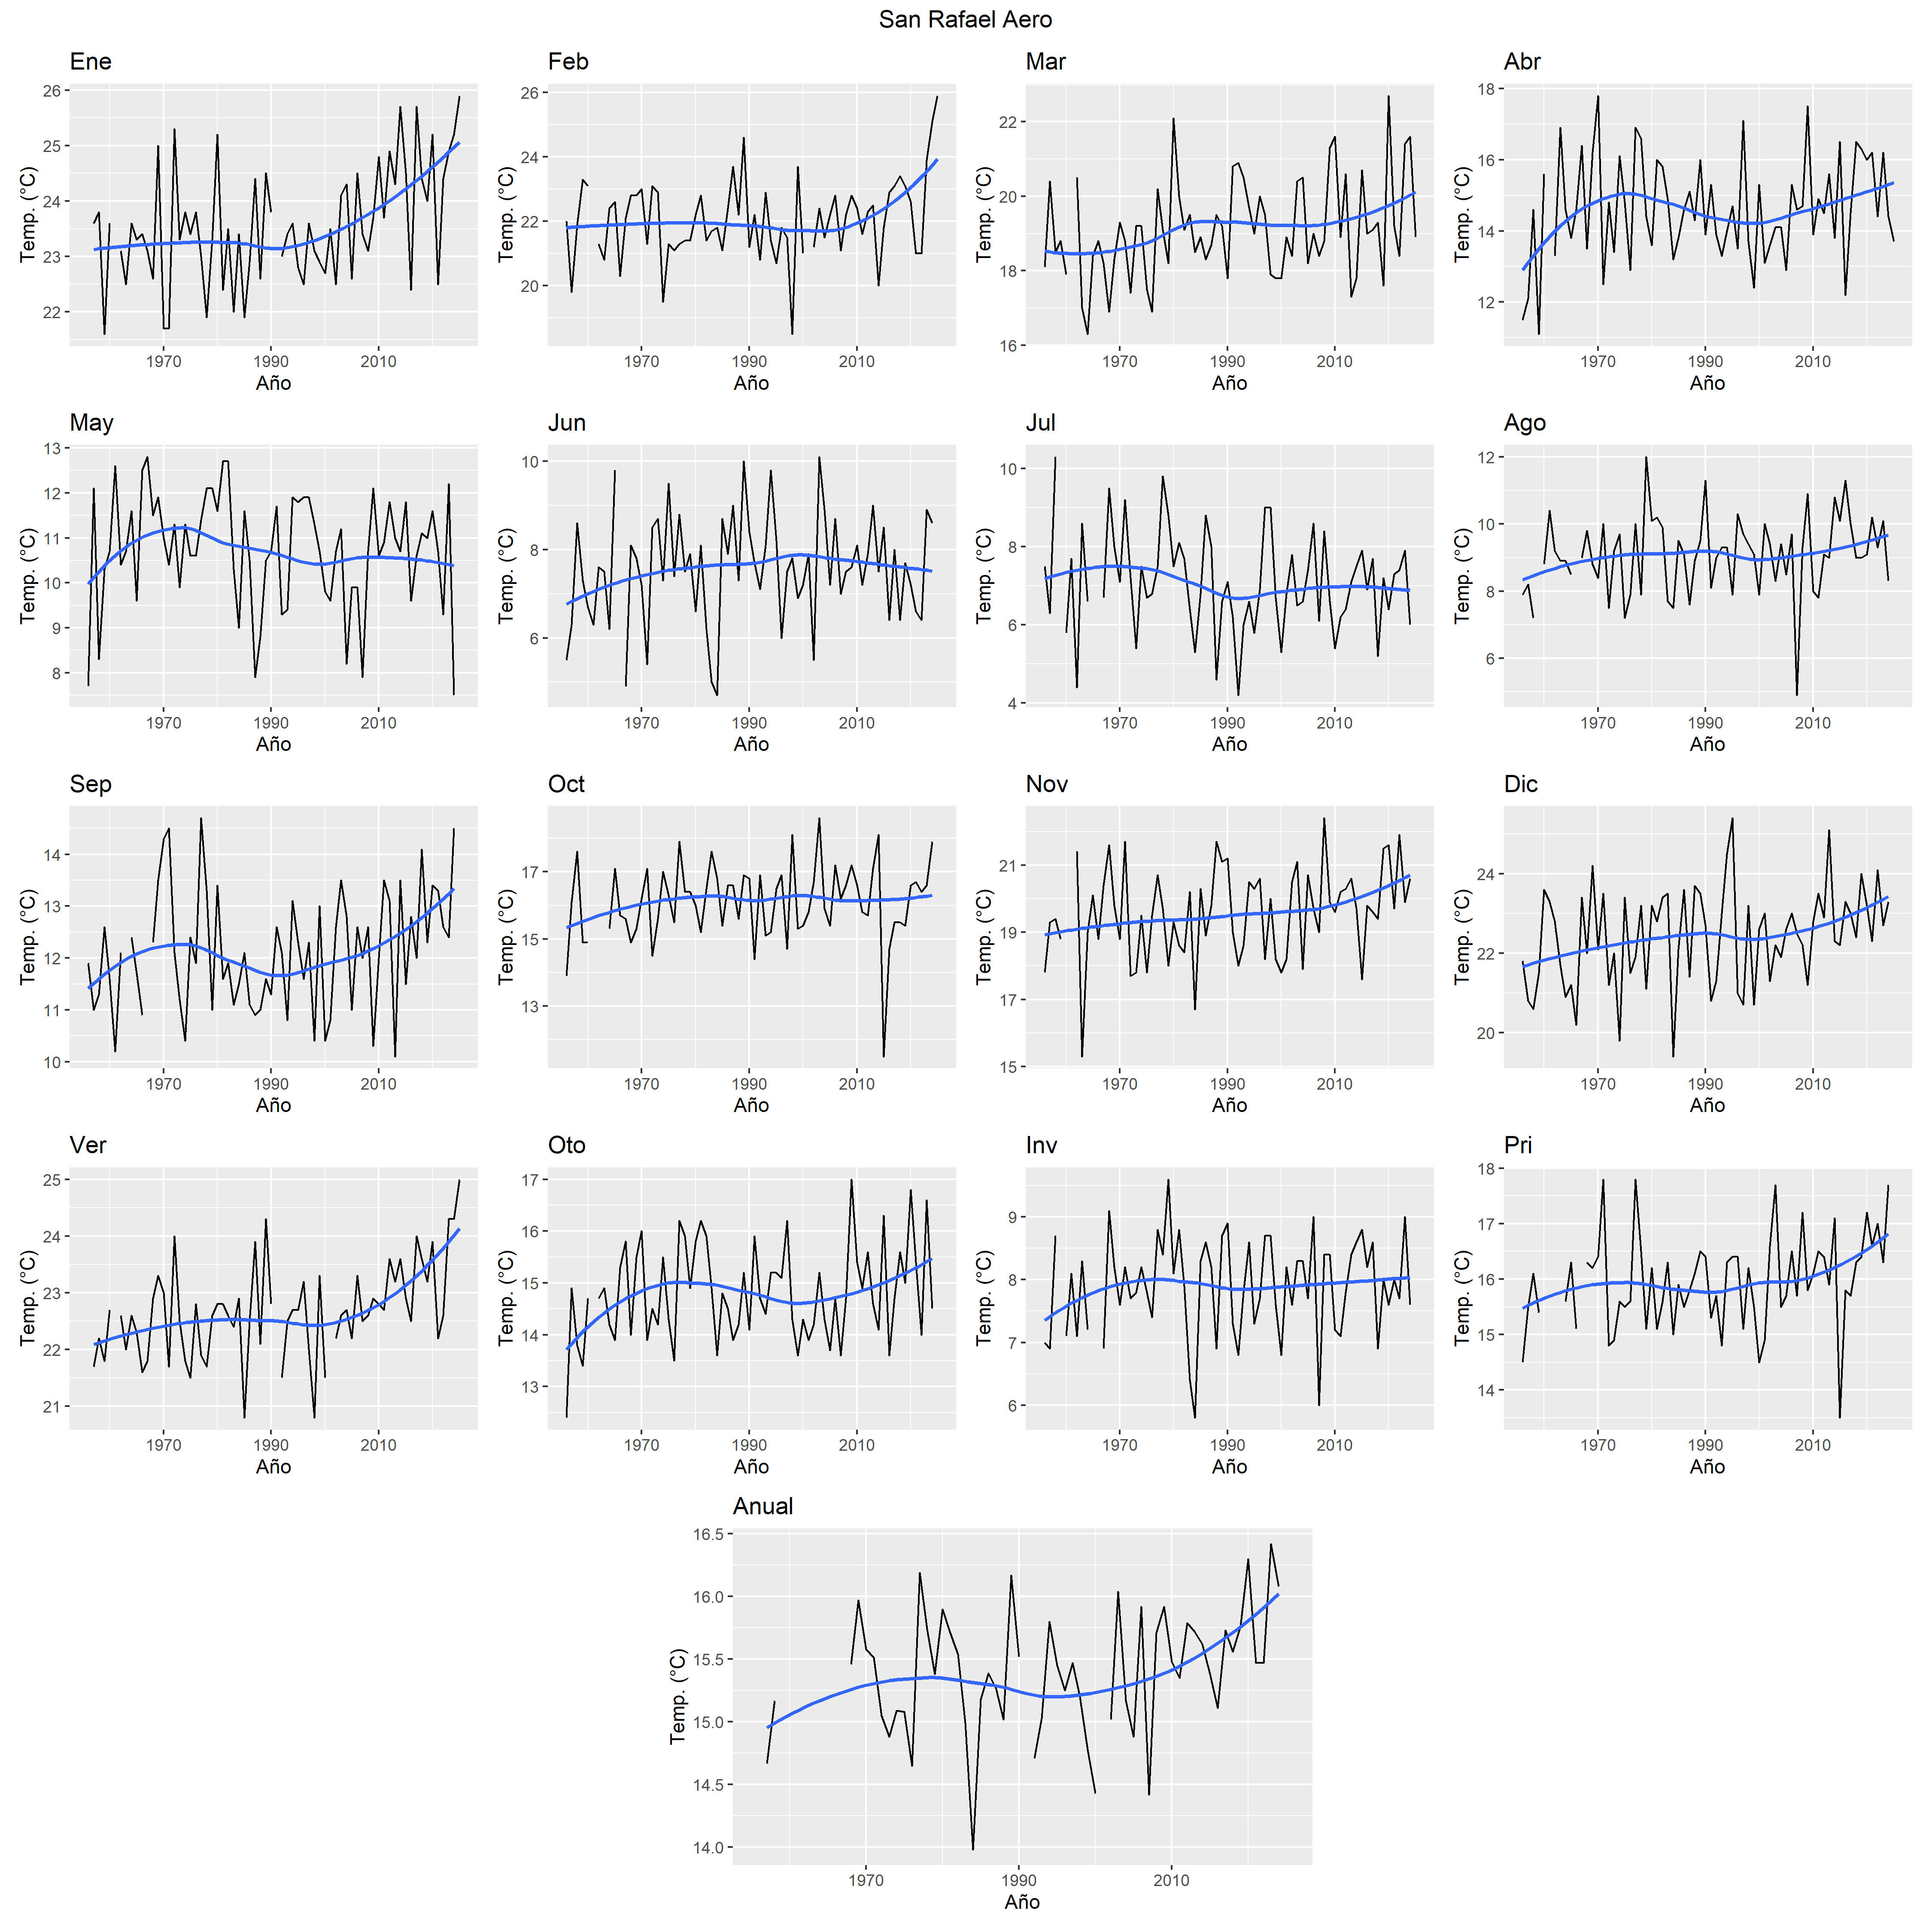 San Rafael Aero
Ene
Feb
Mar
Abr
26
25
24
23
22
Temp. (°C)
1970 1990 2010
Año
26
24
22
20
Temp. (°C)
1970 1990 2010
Año
22
20
18
16
Temp. (°C)
1970 1990 2010
Año
18
16
14
12
Temp. (°C)
1970 1990 2010
Año
May
Jun
Jul
Ago
13
12
11
10
9
8
Temp. (°C)
1970 1990 2010
Año
10
8
6
Temp. (°C)
1970 1990 2010
Año
10
8
6
4
Temp. (°C)
1970 1990 2010
Año
12
10
8
6
Temp. (°C)
1970 1990 2010
Año
Sep
Oct
Nov
Dic
14
13
12
11
10
Temp. (°C)
1970 1990 2010
Año
17
15
13
Temp. (°C)
1970 1990 2010
Año
21
19
17
15
Temp. (°C)
1970 1990 2010
Año
24
22
20
Temp. (°C)
1970 1990 2010
Año
Ver
Oto
Inv
Pri
25
24
23
22
21
Temp. (°C)
1970 1990 2010
Año
17
16
15
14
13
Temp. (°C)
1970 1990 2010
Año
9
8
7
6
Temp. (°C)
1970 1990 2010
Año
18
17
16
15
14
Temp. (°C)
1970 1990 2010
Año
Anual
16.5
16.0
15.5
15.0
14.5
14.0
Temp. (°C)
1970 1990 2010
Año